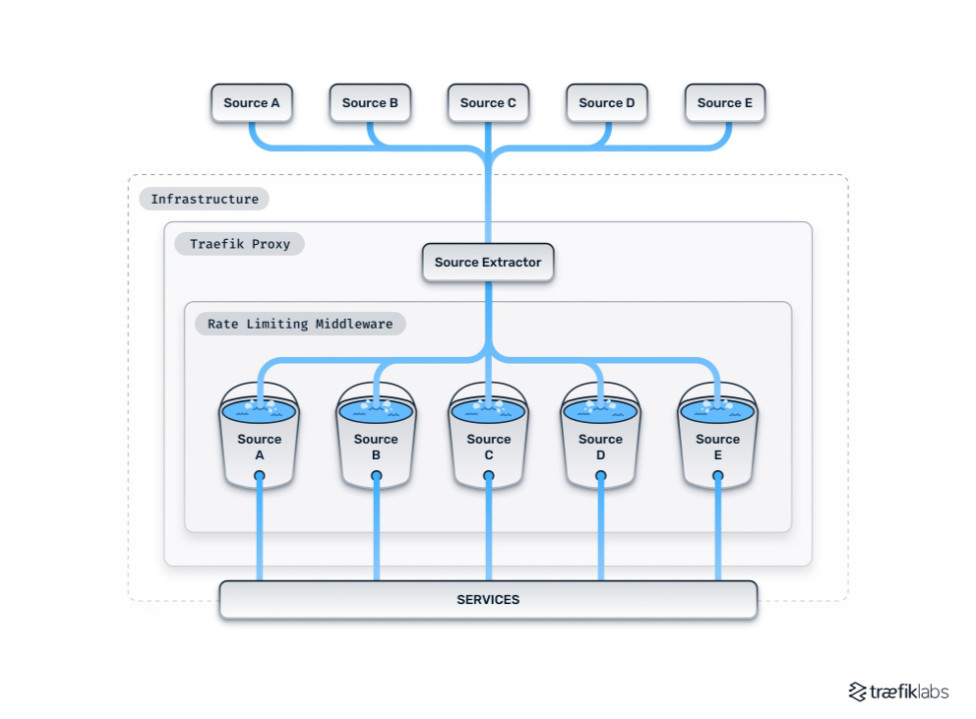 Source A
Source B
Source C
Source D
Source E
Infrastructure
Traefik Proxy
Source Extractor
Rate Limiting Middleware
Source
A
Source
B
Source
C
Source
D
Source
E
SERVICES
træfiklabs